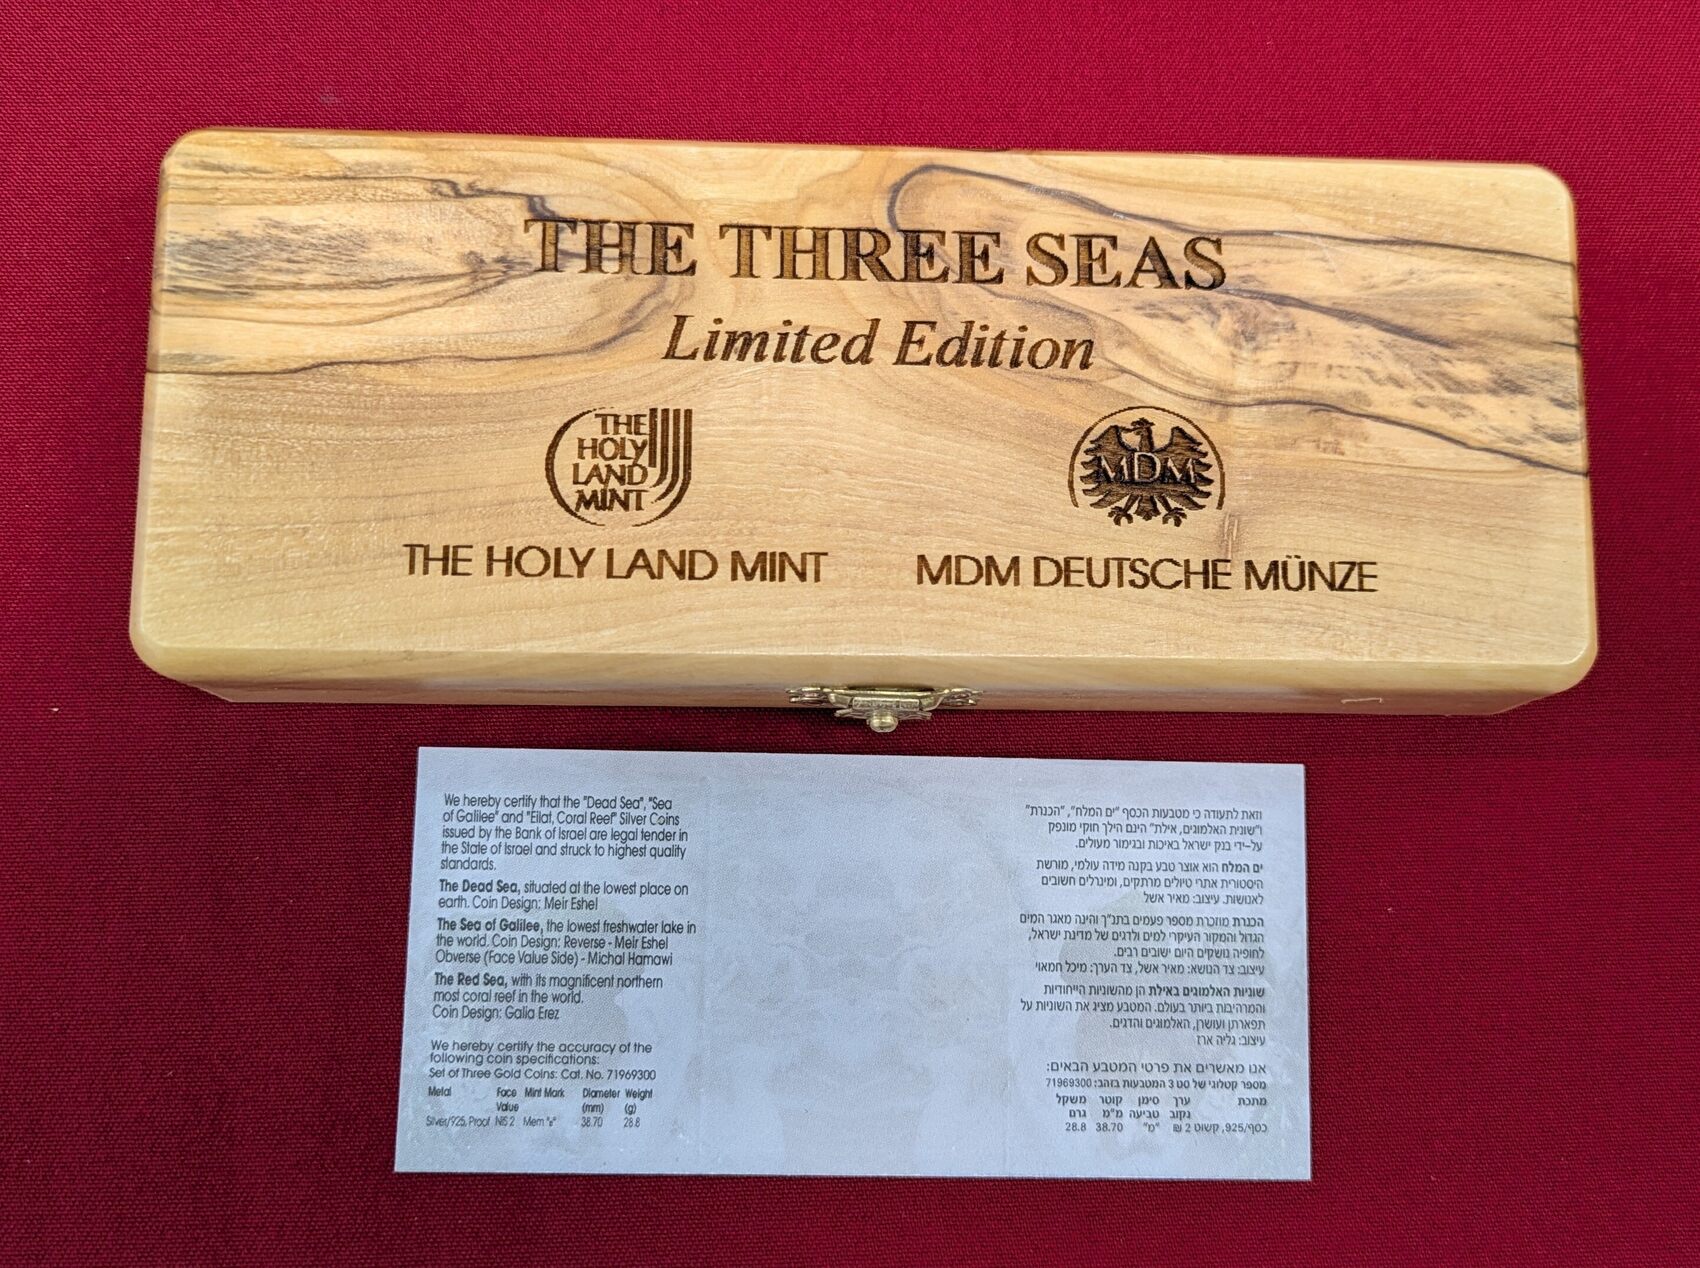 THE THREE SEAS
Limited Edition
THE
HOLY
LAND
MINT
MDM
THE HOLY LAND MINT
MDM DEUTSCHE MÜNZE
We hereby certify that the "Dead Sea", "Sea
of Galilee" and "Eilat, Coral Reef" Silver Coins
issued by the Bank of Israel are legal tender in
the State of Israel and struck to highest quality
standards.
The Dead Sea, situated at the lowest place on
earth. Coin Design: Meir Eshel
The Sea of Galilee, the lowest freshwater lake in
the world. Coin Design: Reverse - Meir Eshel
Obverse (Face Value Side) - Michal Hamawi
The Red Sea, with its magnificent northern
most coral reef in the world.
Coin Design: Galia Erez
We hereby certify the accuracy of the
following coin specifications:
Set of Three Gold Coins: Cat. No. 71969300
Metal Face Mint Mark Diameter Weight
Value (mm) (g)
Silver/925, Proof NIS 2 Mem "מ" 38.70 28.8
וזאת לתעודה כי מטבעות הכסף "ים המלח", "הכנרת"
ו"שונית האלמוגים, אילת" הינם הילך חוקי מונפק
על-ידי בנק ישראל באיכות ובגימור מעולים.
ים המלח הוא אוצר טבע בקנה מידה עולמי, מורשת
היסטורית אתרי טיולים מרתקים, ומינרלים חשובים
לאנושות. עיצוב: מאיר אשל
הכנרת מוזכרת מספר פעמים בתנ"ך והינה מאגר המים
הגדול והמקור העיקרי למים ולדגים של מדינת ישראל,
לחופיה נושקים היום ישובים רבים.
עיצוב: צד הנושא: מאיר אשל, צד הערך: מיכל חמאוי
שוניות האלמוגים באילת הן מהשוניות הייחודיות
והמרהיבות ביותר בעולם. המטבע מציג את השוניות על
תפארתן ועושרן, האלמוגים והדגים.
עיצוב: גליה ארז
אנו מאשרים את פרטי המטבע הבאים:
מספר קטלוגי של סט 3 המטבעות בזהב: 71969300
מתכת ערך סימן קוטר משקל
נקוב טביעה מ"מ גרם
כסף/925, קשוט 2 ₪ "מ" 38.70 28.8